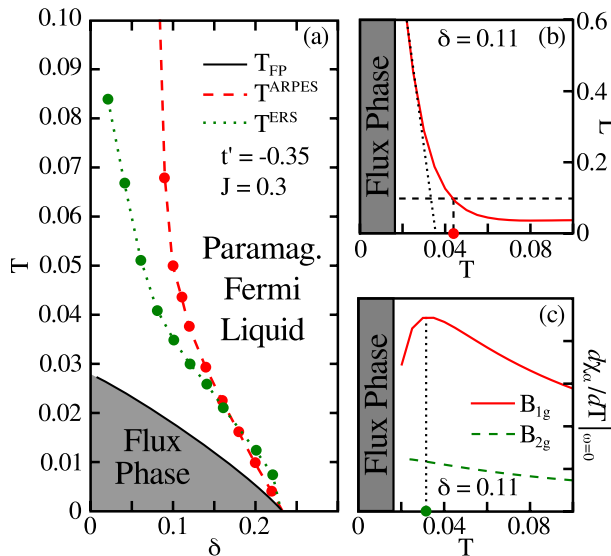 (a)
T_FP
T^ARPES
T^ERS
t' = -0.35
J = 0.3
Paramag.
Fermi
Liquid
Flux
Phase
T
0.10
0.09
0.08
0.07
0.06
0.05
0.04
0.03
0.02
0.01
0
0 0.1 0.2
δ
(b)
δ = 0.11
Flux Phase
0.6
0.4
0.2
0
L
0 0.04 0.08
T
(c)
Flux Phase
B_1g
B_2g
δ = 0.11
dχ_α/dT|_ω=0
0 0.04 0.08
T